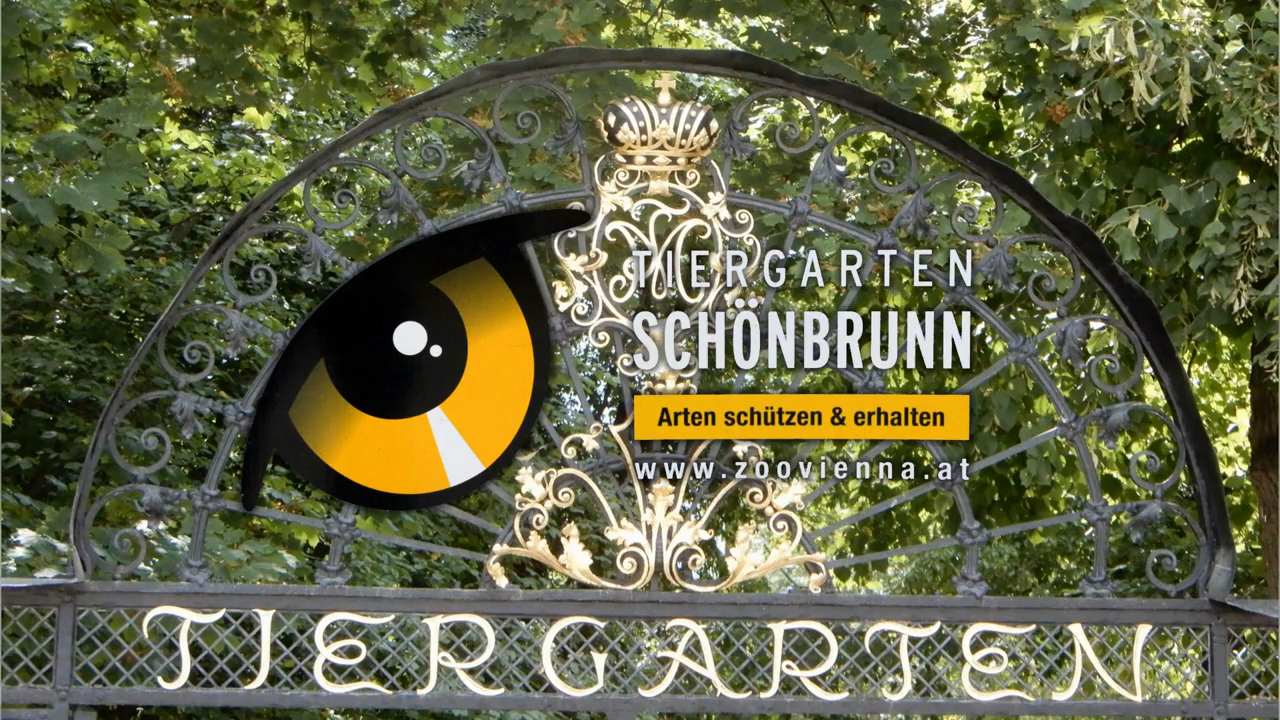 TIERGARTEN
SCHÖNBRUNN
Arten schützen & erhalten
www.zoovienna.at
TIERGARTEN